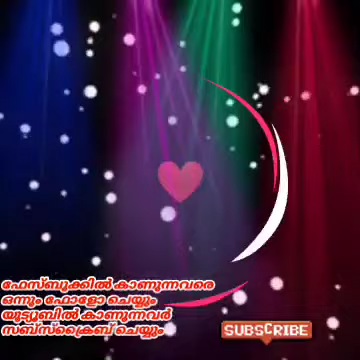 ഫേസ്ബുക്കിൽ കാണുന്നവരെ
ഒന്നും ഫോളോ ചെയ്യും
യൂട്യൂബിൽ കാണുന്നവർ
സബ്സ്ക്രൈബ് ചെയ്യും
SUBSCRIBE